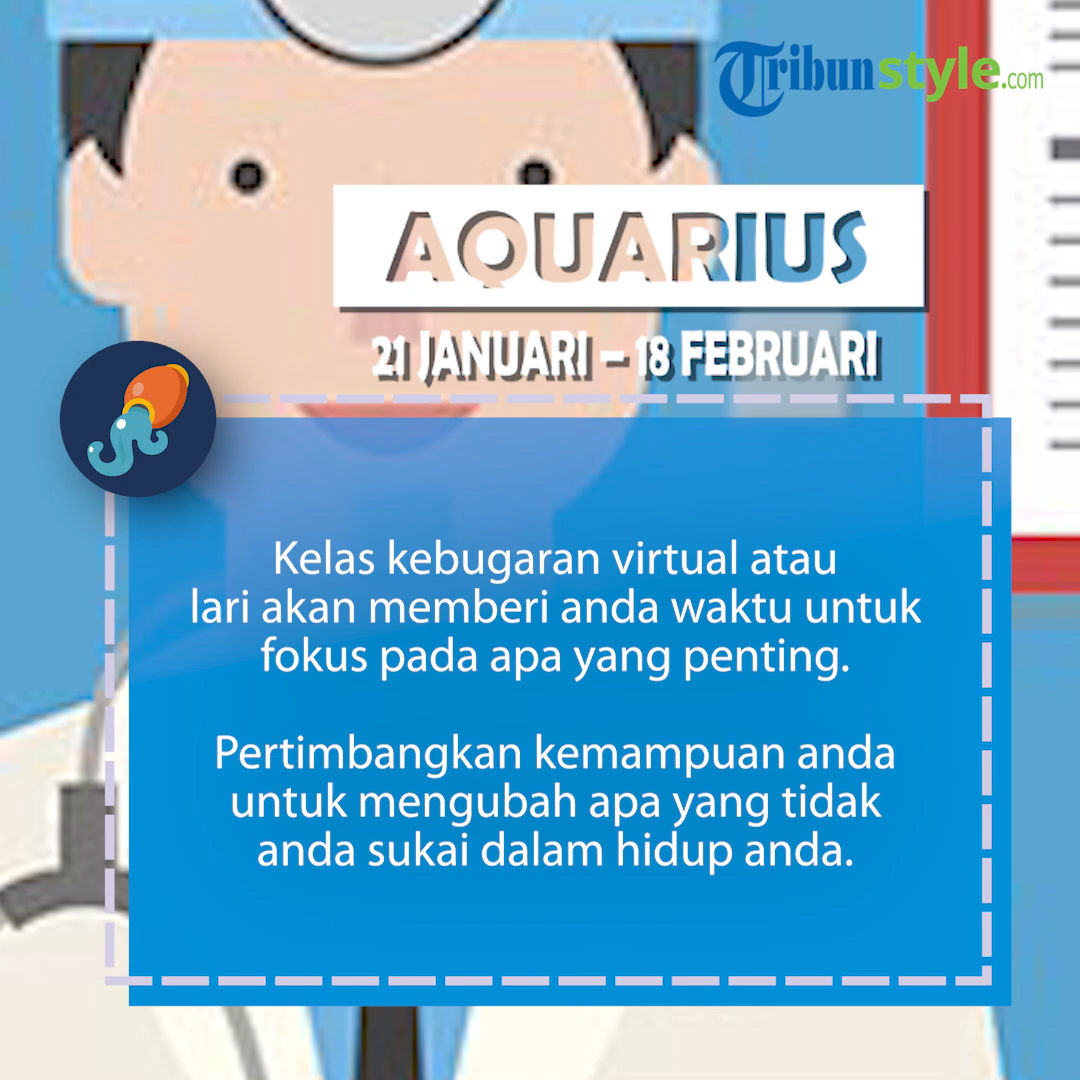 Tribunstyle.com
AQUARIUS
21 JANUARI – 18 FEBRUARI
Kelas kebugaran virtual atau
lari akan memberi anda waktu untuk
fokus pada apa yang penting.
Pertimbangkan kemampuan anda
untuk mengubah apa yang tidak
anda sukai dalam hidup anda.